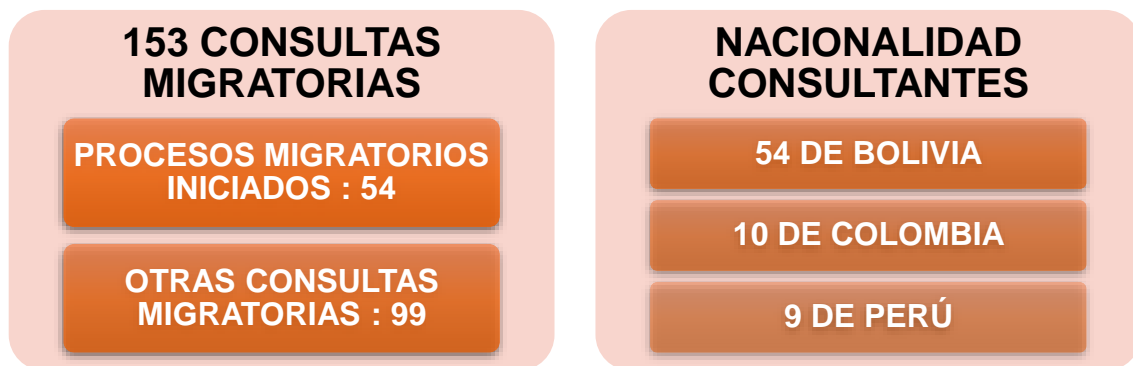 153 CONSULTAS
MIGRATORIAS
PROCESOS MIGRATORIOS
INICIADOS : 54
OTRAS CONSULTAS
MIGRATORIAS : 99
NACIONALIDAD
CONSULTANTES
54 DE BOLIVIA
10 DE COLOMBIA
9 DE PERÚ